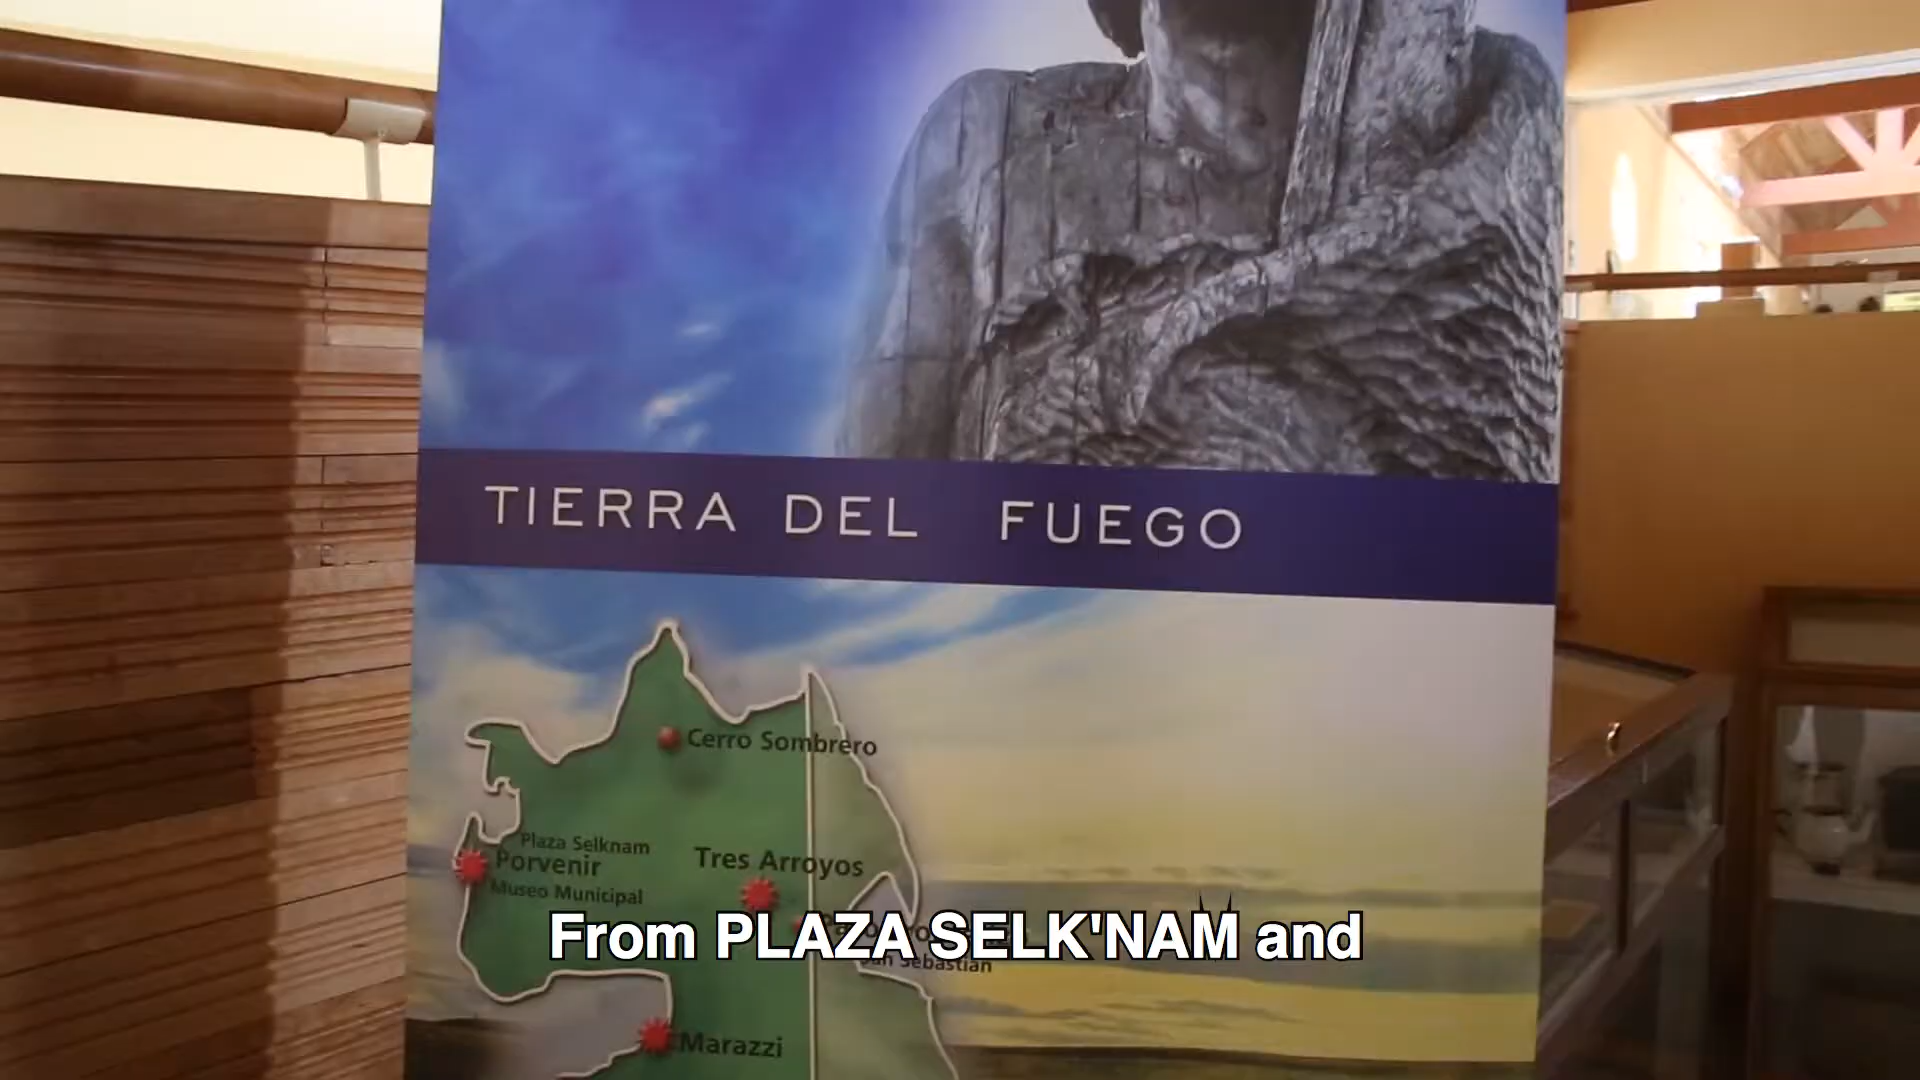 TIERRA DEL FUEGO
Cerro Sombrero
Plaza Selknam
Porvenir
Museo Municipal
Tres Arroyos
From PLAZA SELK'NAM and
San Sebastián
Marazzi